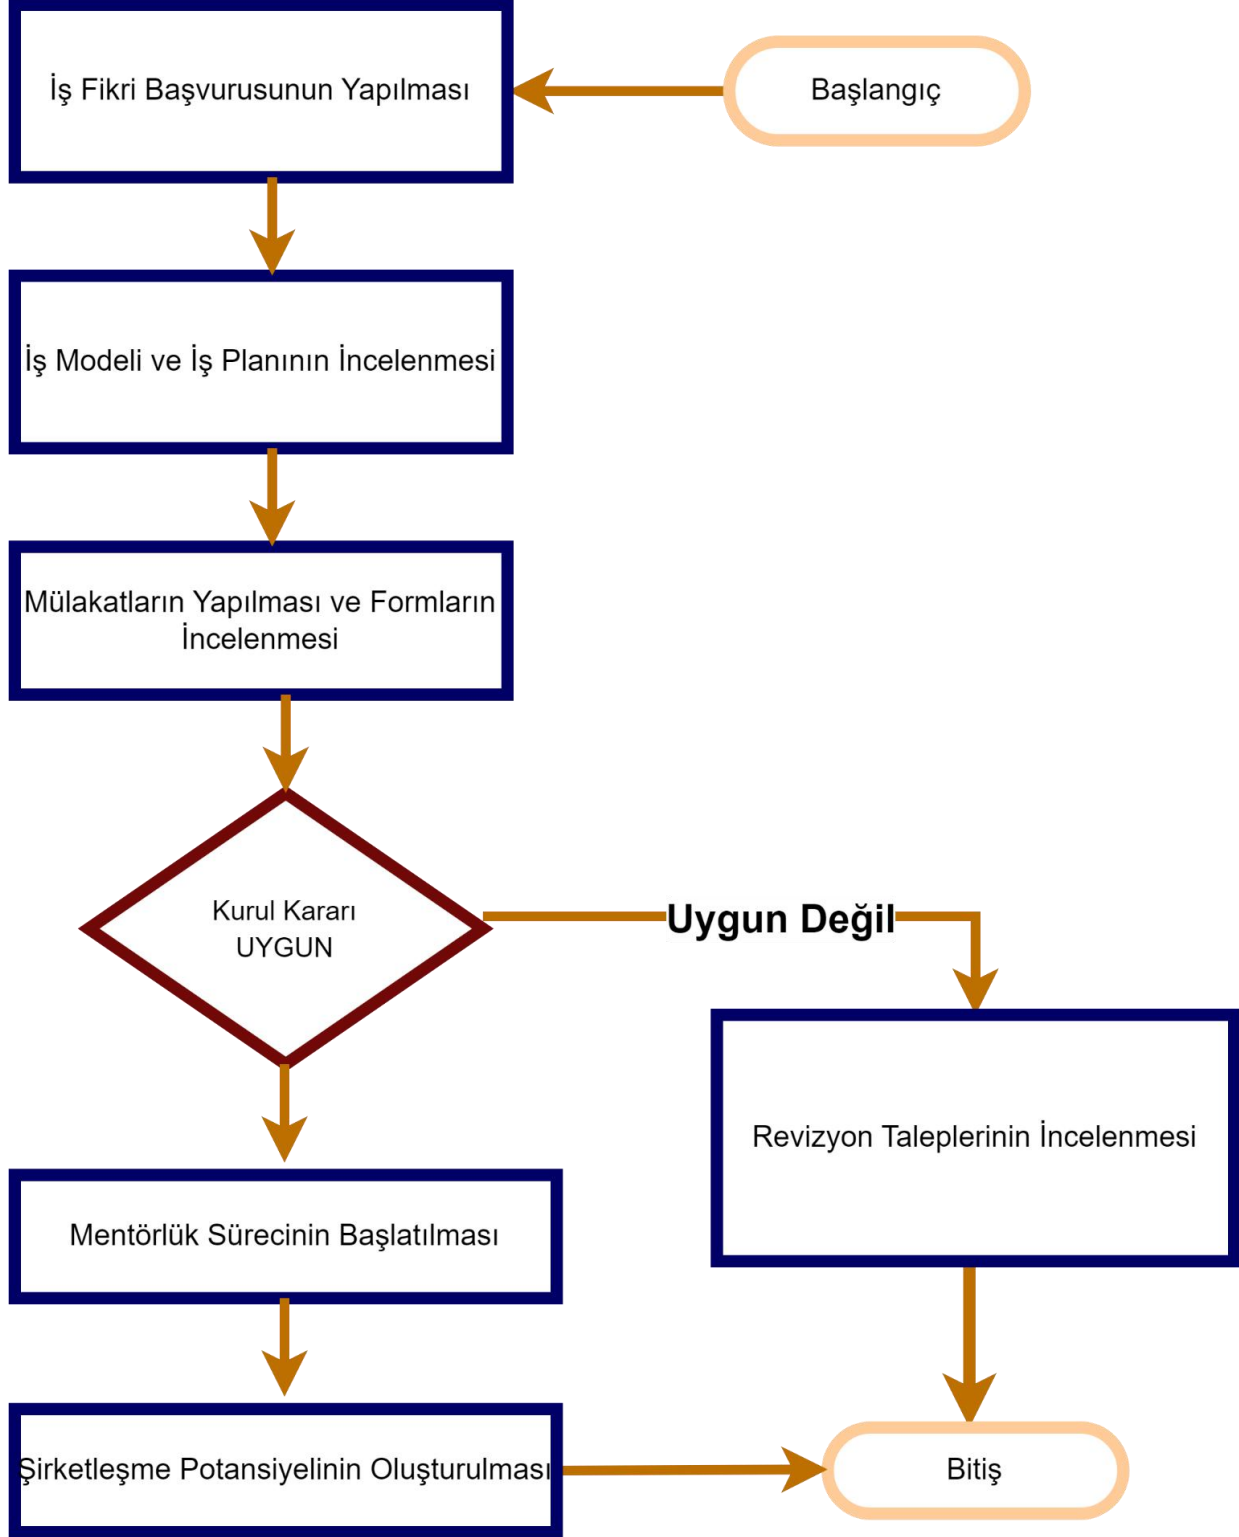 Başlangıç
İş Fikri Başvurusunun Yapılması
İş Modeli ve İş Planının İncelenmesi
Mülakatların Yapılması ve Formların
İncelenmesi
Kurul Kararı
UYGUN
Uygun Değil
Revizyon Taleplerinin İncelenmesi
Mentörlük Sürecinin Başlatılması
Şirketleşme Potansiyelinin Oluşturulması
Bitiş